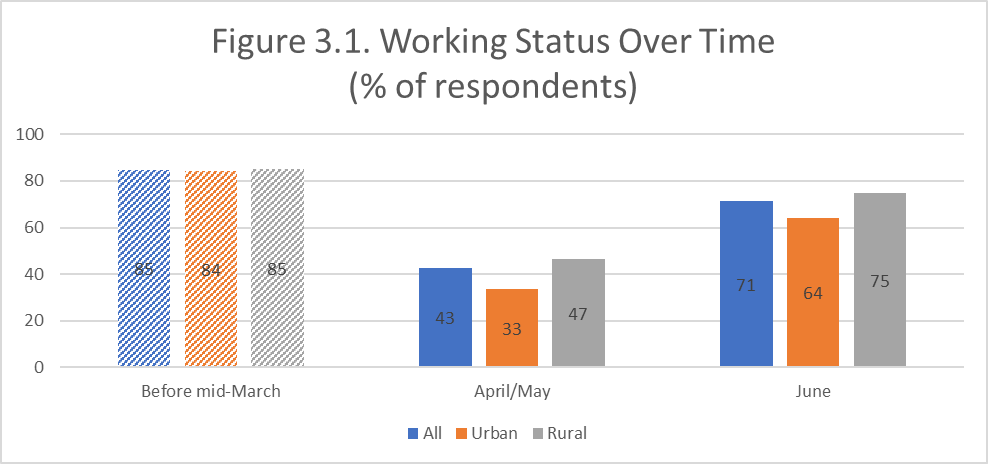 Figure 3.1. Working Status Over Time
(% of respondents)
100
80
60
40
20
0
85 84 85
43 33 47
71 64 75
Before mid-March April/May June
All Urban Rural